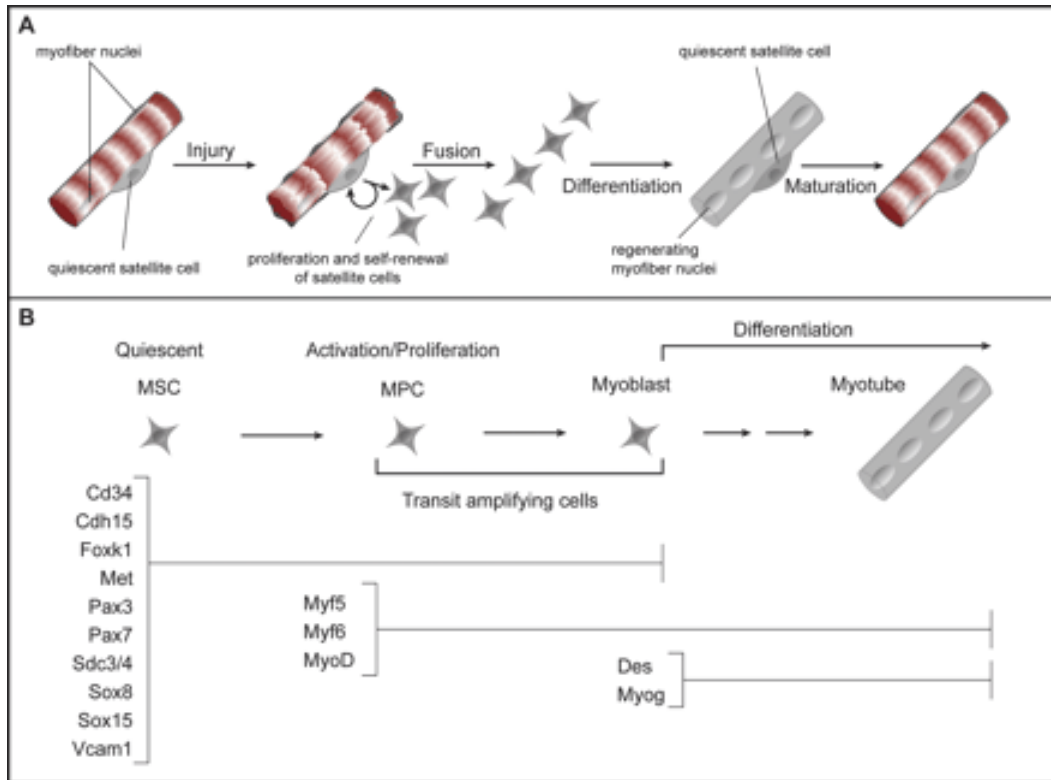 A
myofiber nuclei
quiescent satellite cell
Injury
Fusion
Differentiation
Maturation
quiescent satellite cell
proliferation and self-renewal
of satellite cells
regenerating
myofiber nuclei
B
Differentiation
Quiescent
Activation/Proliferation
MSC
MPC
Myoblast
Myotube
Transit amplifying cells
Cd34
Cdh15
Foxk1
Met
Pax3
Pax7
Sdc3/4
Sox8
Sox15
Vcam1
Myf5
Myf6
MyoD
Des
Myog